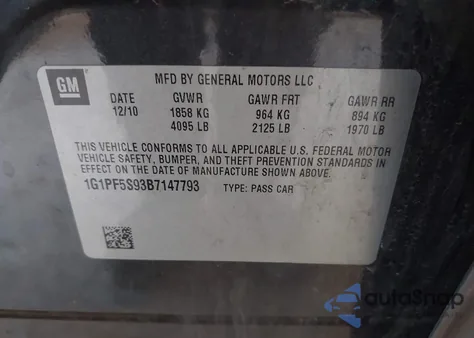 GM
MFD BY GENERAL MOTORS LLC
DATE GVWR GAWR FRT GAWR RR
12/10 1858 KG 964 KG 894 KG
4095 LB 2125 LB 1970 LB
THIS VEHICLE CONFORMS TO ALL APPLICABLE U.S. FEDERAL MOTOR
VEHICLE SAFETY, BUMPER, AND THEFT PREVENTION STANDARDS IN
EFFECT ON THE DATE OF MANUFACTURE SHOWN ABOVE.
1G1PF5S93B7147793 TYPE: PASS CAR
autosnap